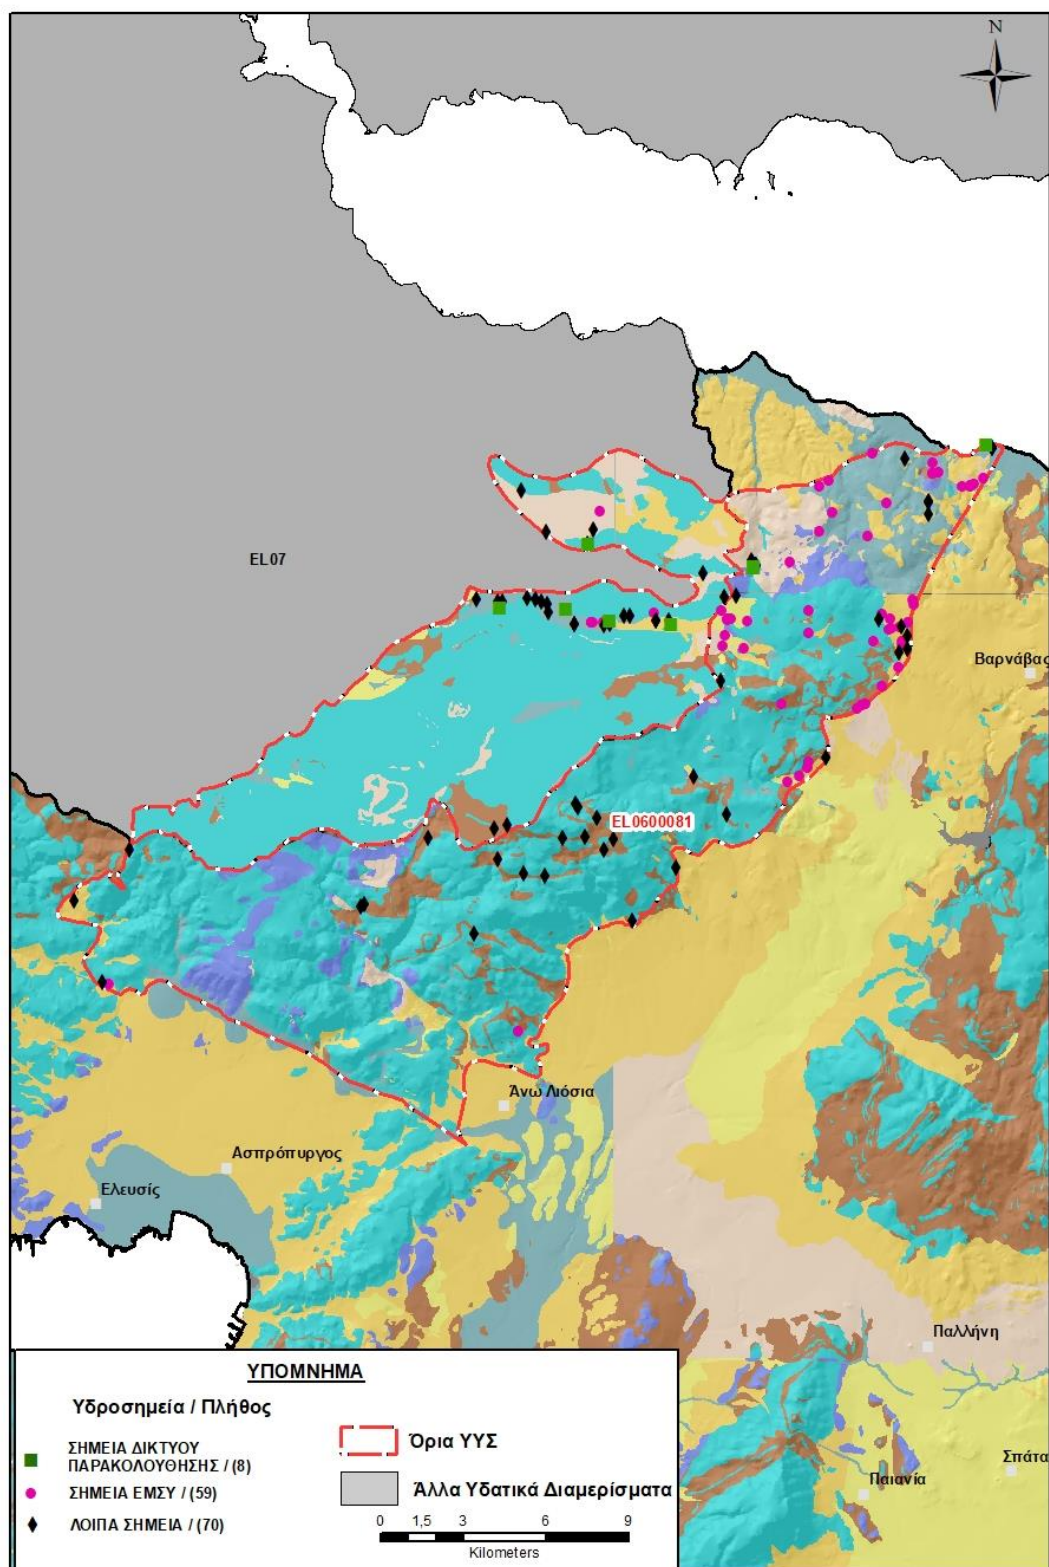 N
EL07
Βαρνάβας
EL0600081
Άνω Λιόσια
Ασπρόπυργος
Ελευσίς
Παλλήνη
Σπάτα
Παιανία
ΥΠΟΜΝΗΜΑ
Υδροσημεία / Πλήθος
ΣΗΜΕΙΑ ΔΙΚΤΥΟΥ
ΠΑΡΑΚΟΛΟΥΘΗΣΗΣ / (8)
ΣΗΜΕΙΑ ΕΜΣΥ / (59)
ΛΟΙΠΑ ΣΗΜΕΙΑ / (70)
Όρια ΥΥΣ
Άλλα Υδατικά Διαμερίσματα
0 1,5 3 6 9
Kilometers